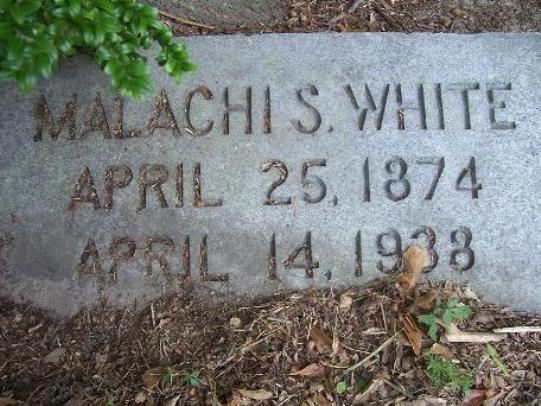 MALACHI S. WHITE
APRIL 25, 1874
APRIL 14, 1938